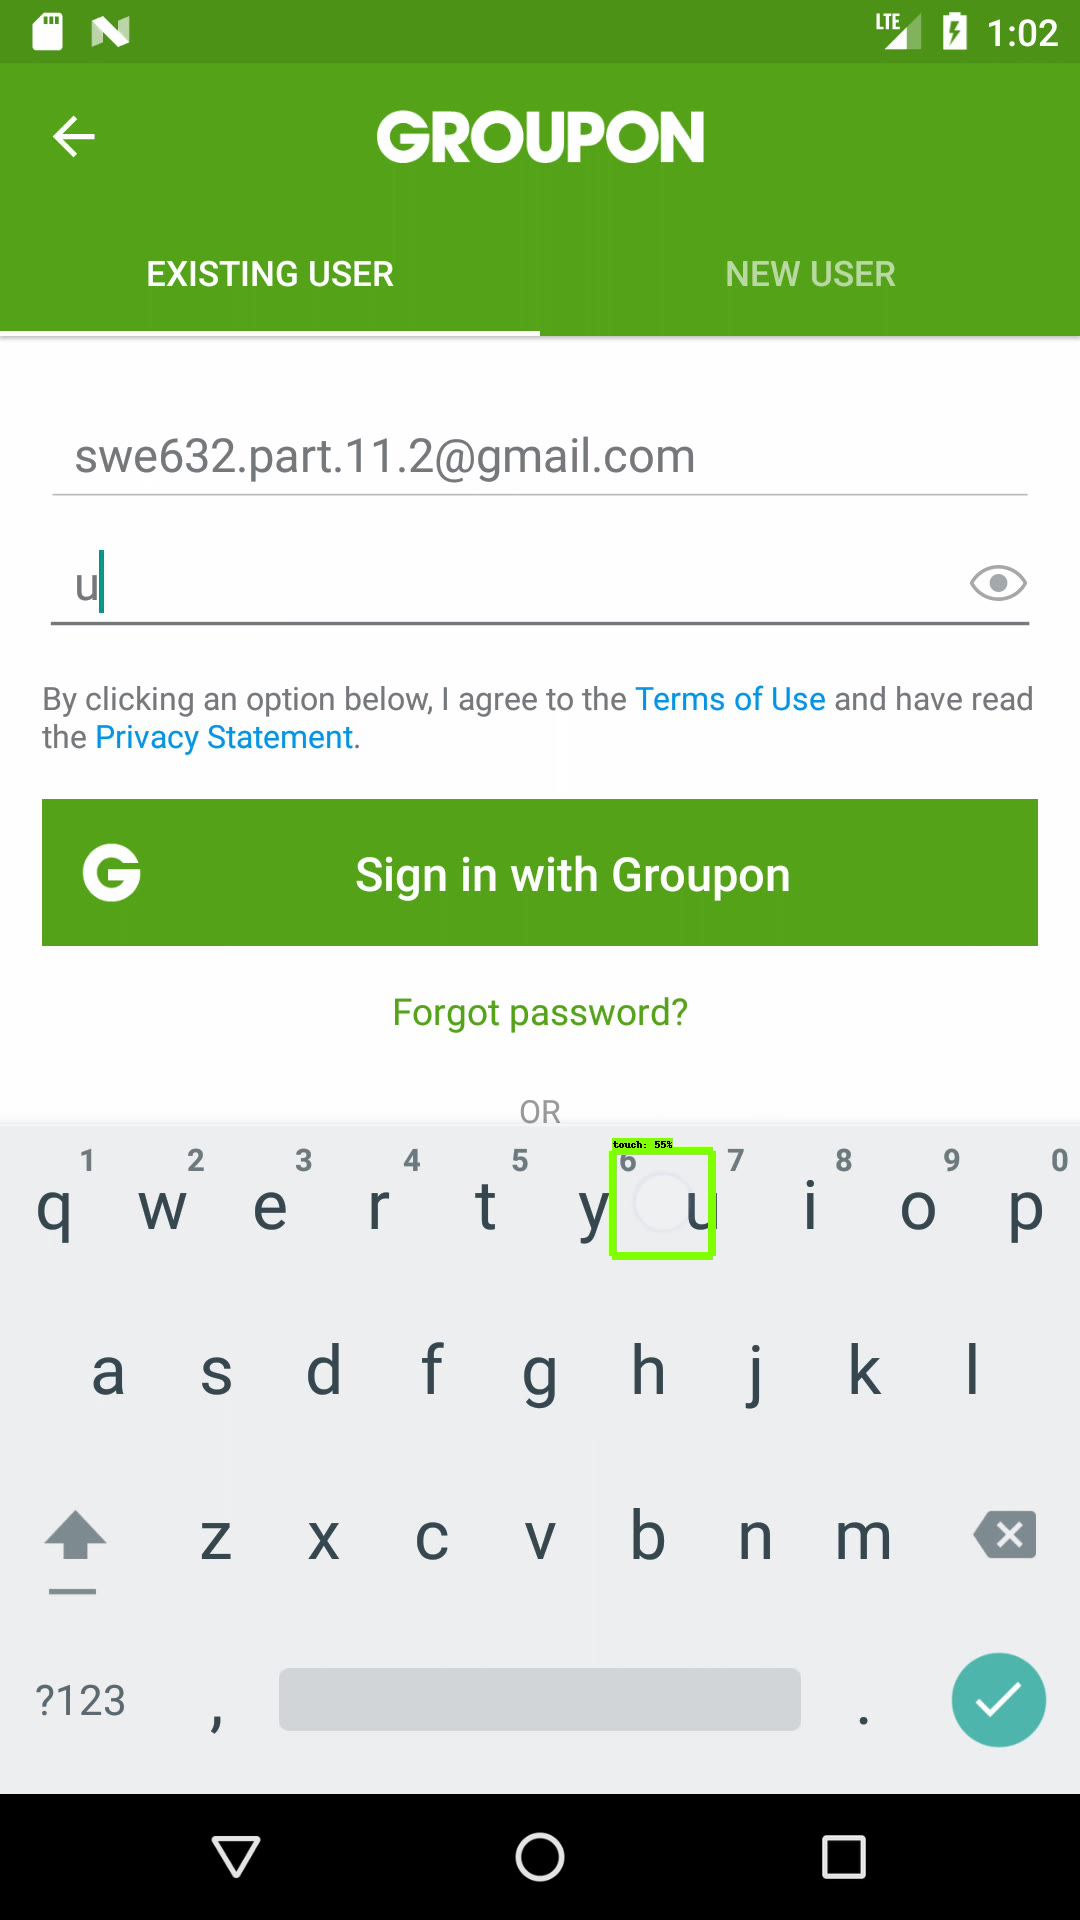 LTE 1:02
GROUPON
EXISTING USER NEW USER
swe632.part.11.2@gmail.com
u
By clicking an option below, I agree to the Terms of Use and have read
the Privacy Statement.
G Sign in with Groupon
Forgot password?
OR
touch: 55%
1 2 3 4 5 6 7 8 9 0
q w e r t y u i o p
a s d f g h j k l
z x c v b n m
?123 , .